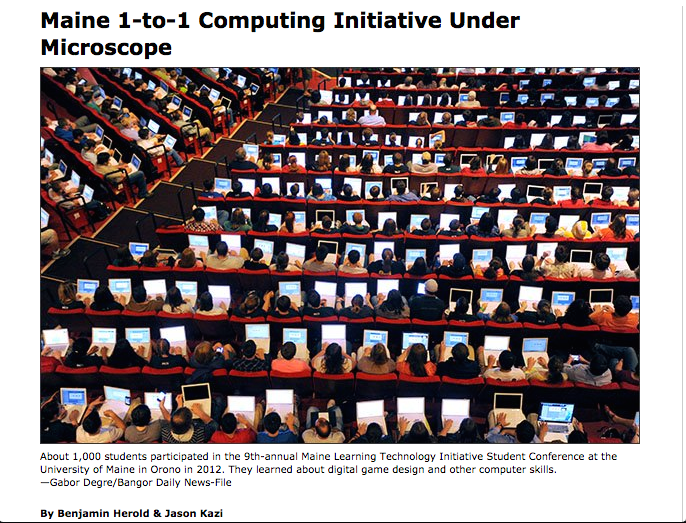 Maine 1-to-1 Computing Initiative Under
Microscope
About 1,000 students participated in the 9th-annual Maine Learning Technology Initiative Student Conference at the
University of Maine in Orono in 2012. They learned about digital game design and other computer skills.
—Gabor Degre/Bangor Daily News-File
By Benjamin Herold & Jason Kazi